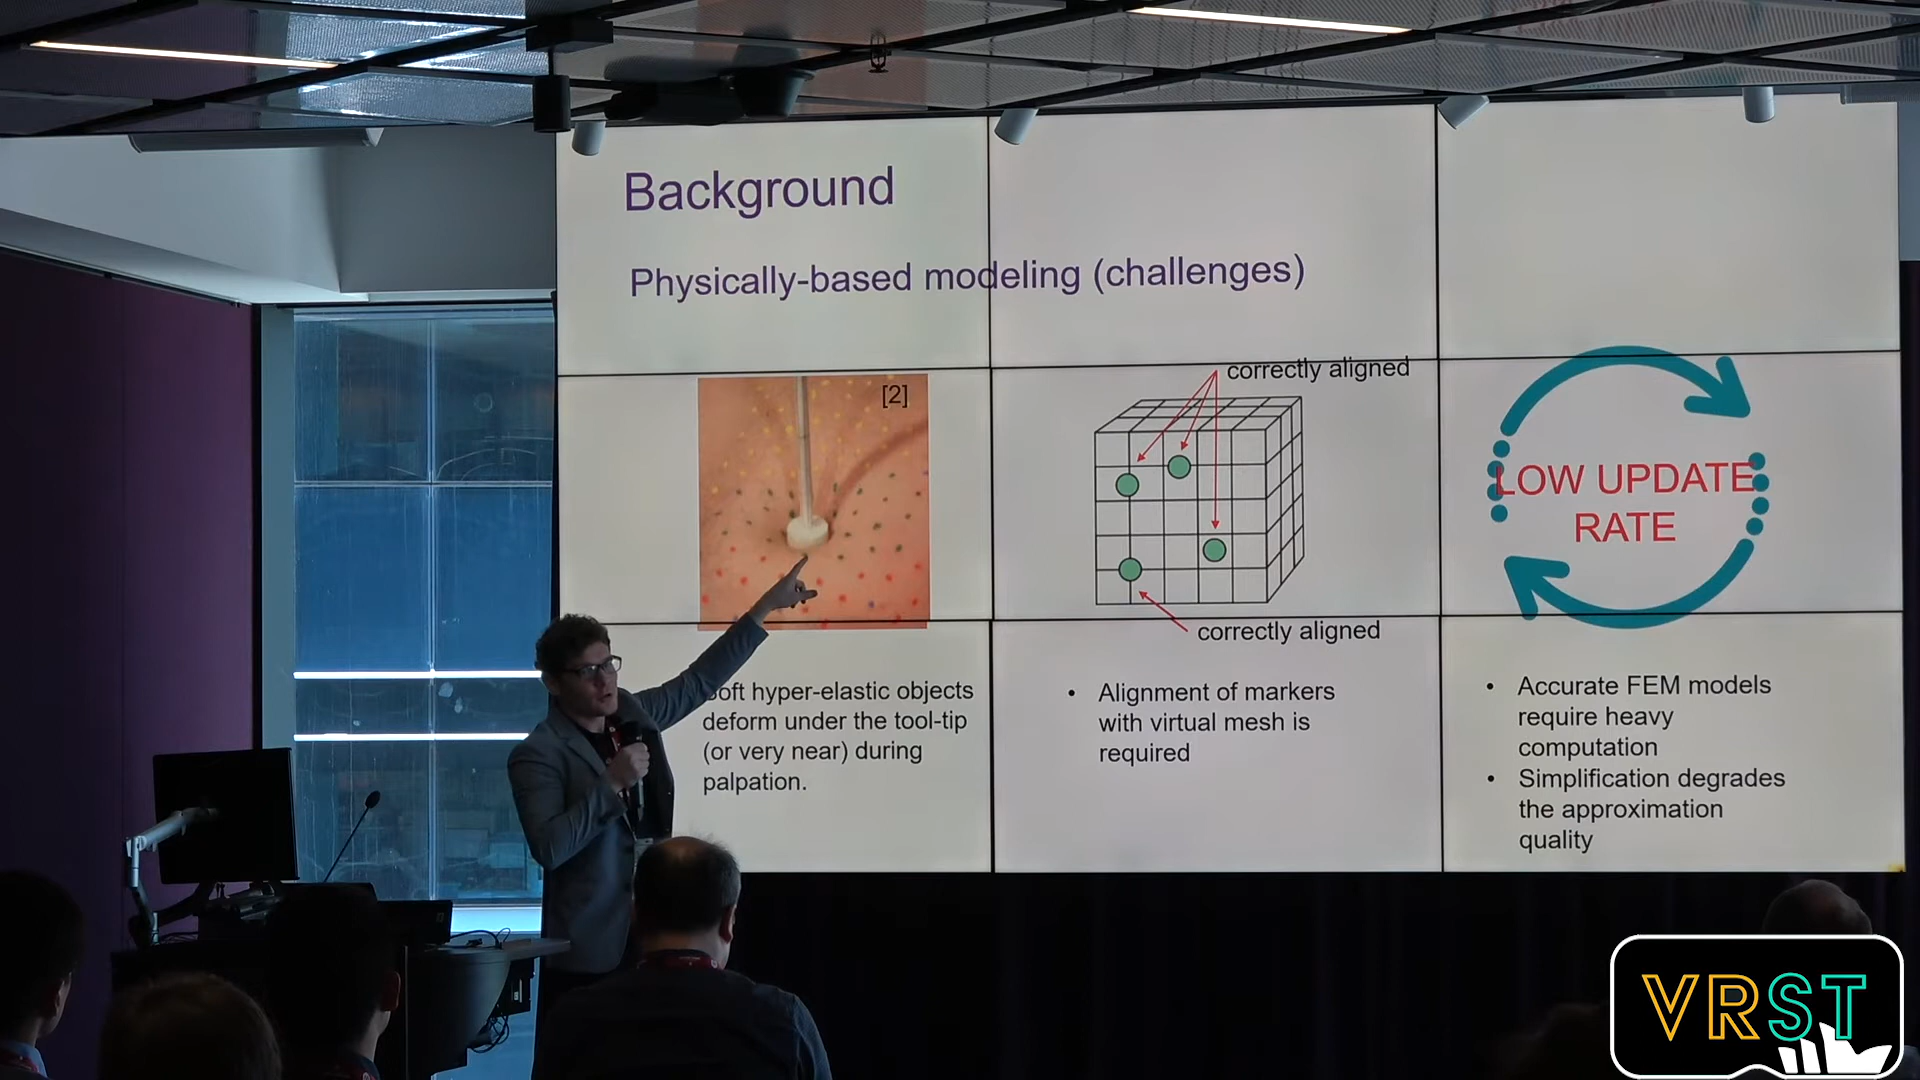 Background
Physically-based modeling (challenges)
[2]
correctly aligned
correctly aligned
LOW UPDATE
RATE
soft hyper-elastic objects
deform under the tool-tip
(or very near) during
palpation.
• Alignment of markers
with virtual mesh is
required
• Accurate FEM models
require heavy
computation
• Simplification degrades
the approximation
quality
VRST